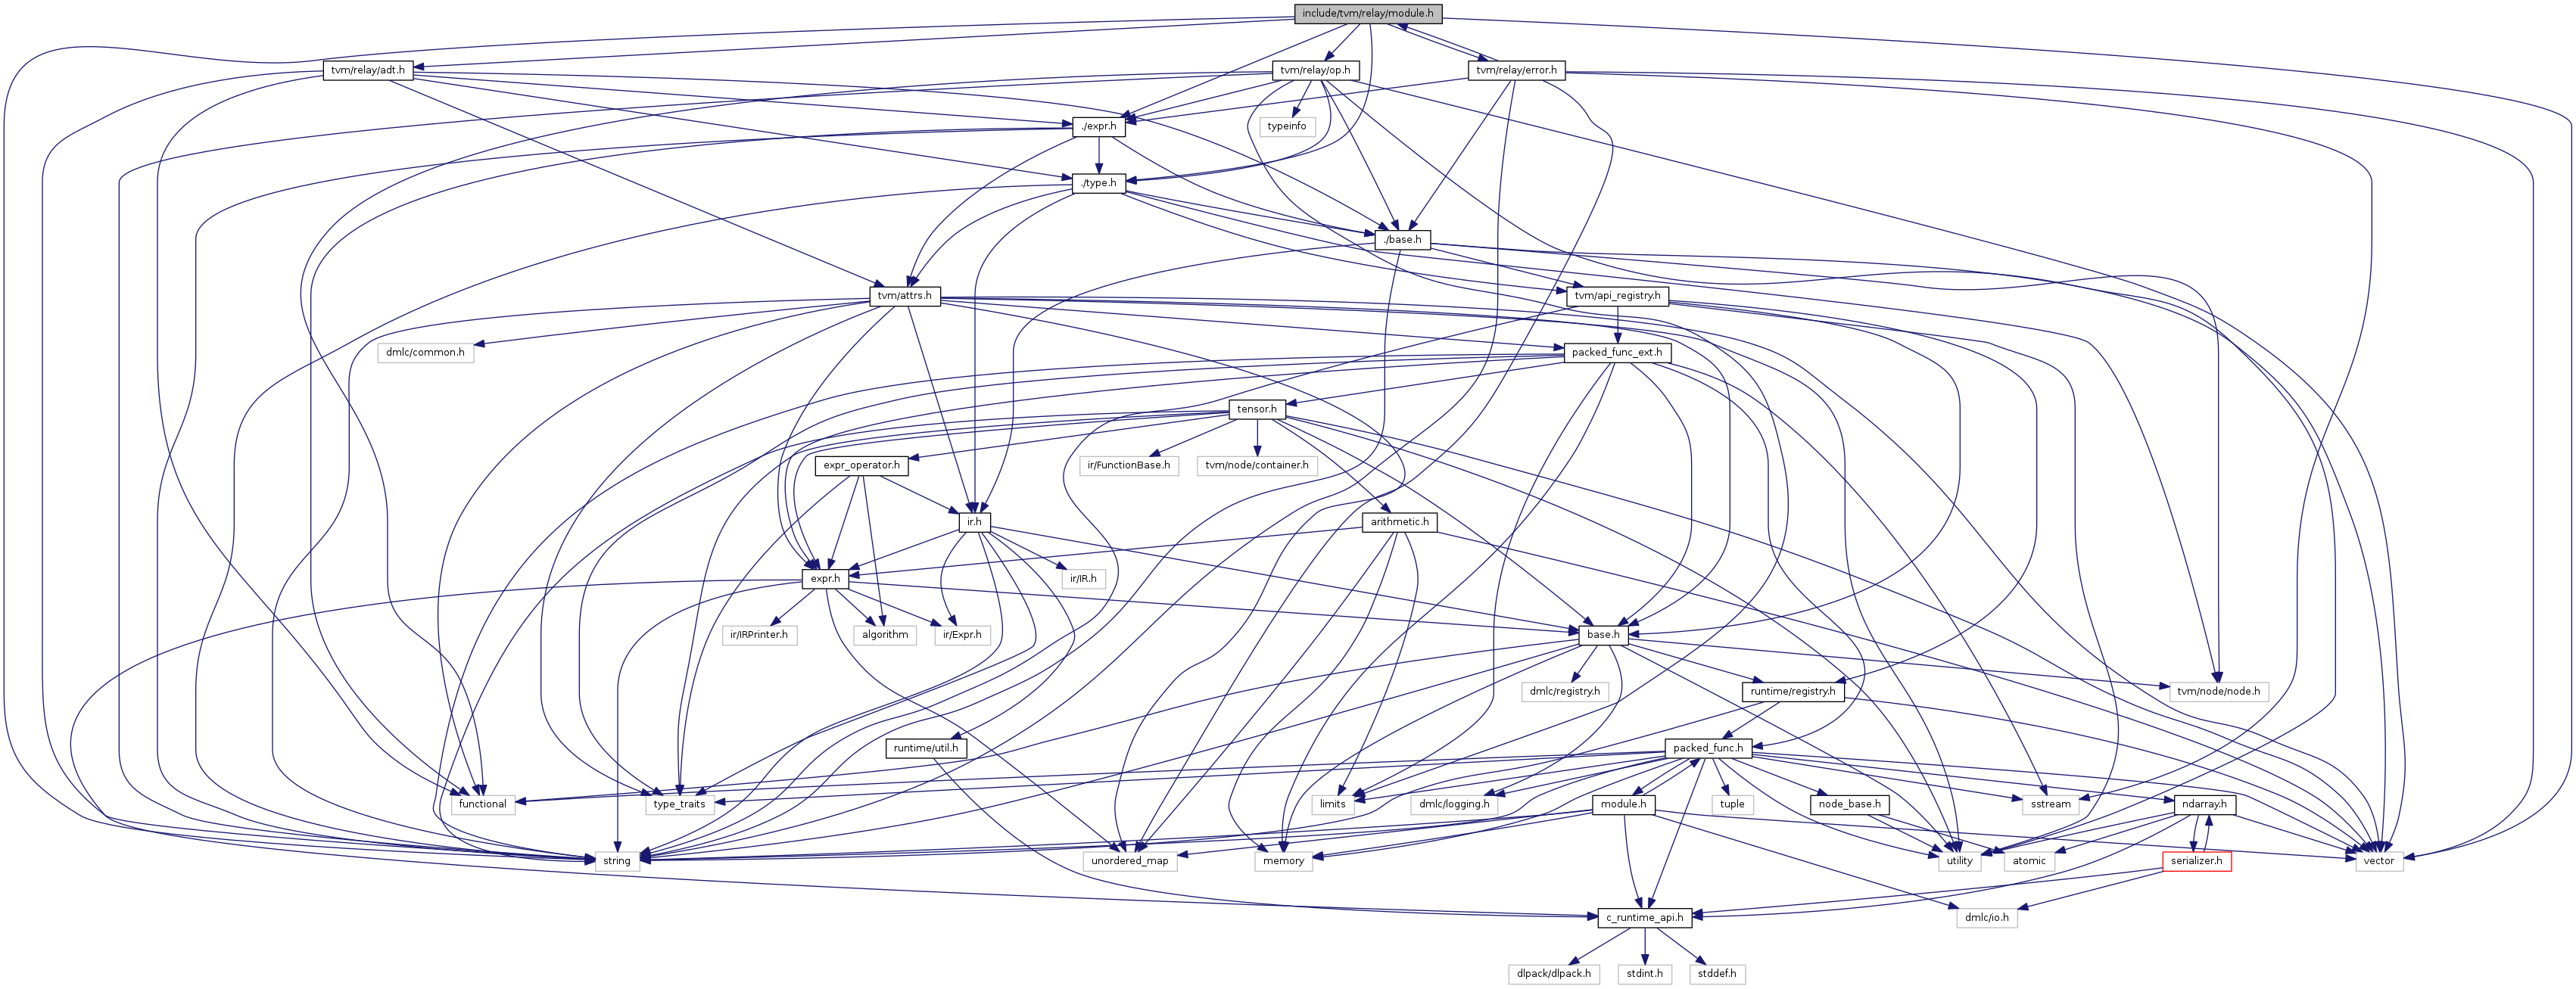 include/tvm/relay/module.h
tvm/relay/adt.h
tvm/relay/op.h
tvm/relay/error.h
./expr.h
typeinfo
./type.h
./base.h
tvm/attrs.h
tvm/api_registry.h
dmlc/common.h
packed_func_ext.h
tensor.h
expr_operator.h
ir/FunctionBase.h
tvm/node/container.h
ir.h
arithmetic.h
expr.h
ir/IR.h
ir/IRPrinter.h
algorithm
ir/Expr.h
base.h
dmlc/registry.h
runtime/registry.h
tvm/node/node.h
runtime/util.h
packed_func.h
functional
type_traits
limits
dmlc/logging.h
module.h
tuple
node_base.h
sstream
ndarray.h
string
unordered_map
memory
utility
atomic
serializer.h
vector
c_runtime_api.h
dmlc/io.h
dlpack/dlpack.h
stdint.h
stddef.h